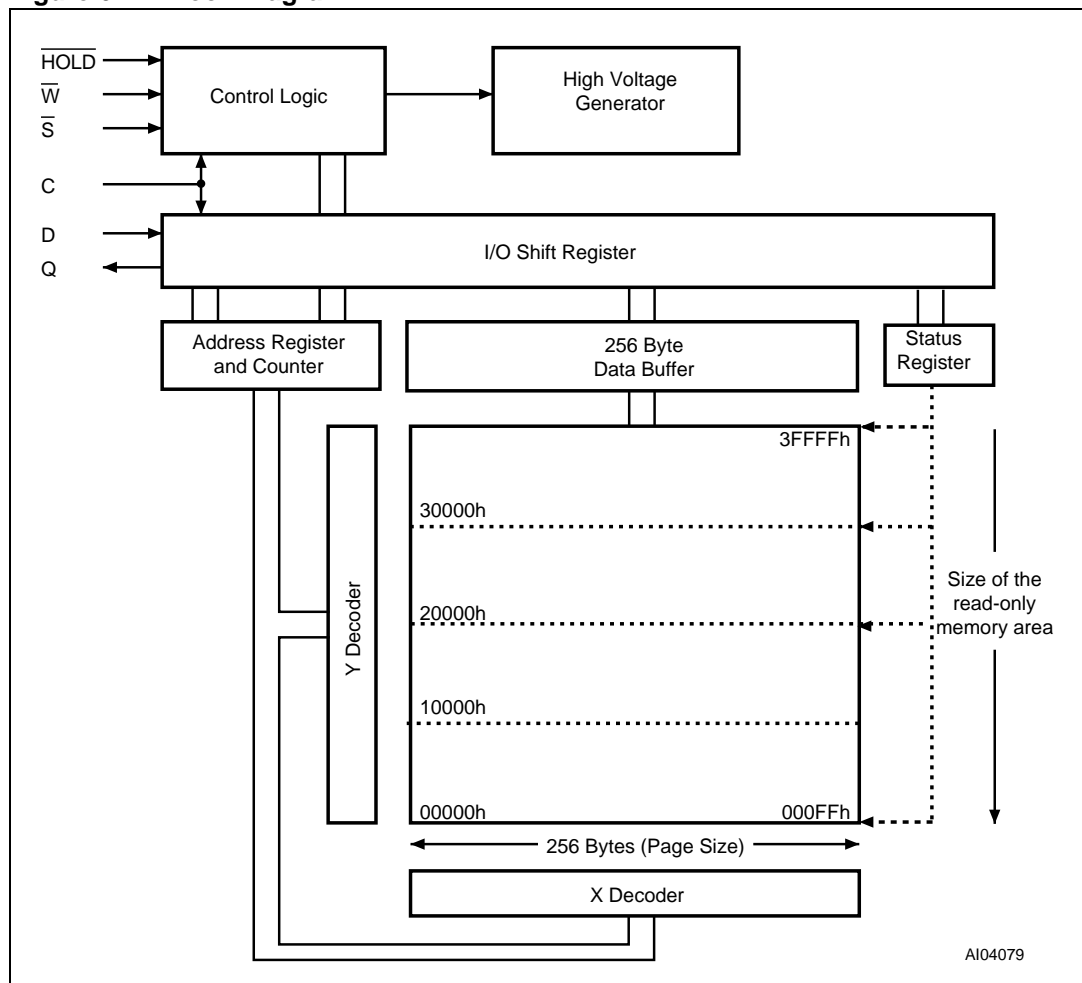 HOLD
W
S
C
D
Q
Control Logic
High Voltage
Generator
I/O Shift Register
Address Register
and Counter
256 Byte
Data Buffer
Status
Register
3FFFFh
30000h
20000h
10000h
00000h
000FFh
Y Decoder
Size of the
read-only
memory area
256 Bytes (Page Size)
X Decoder
AI04079